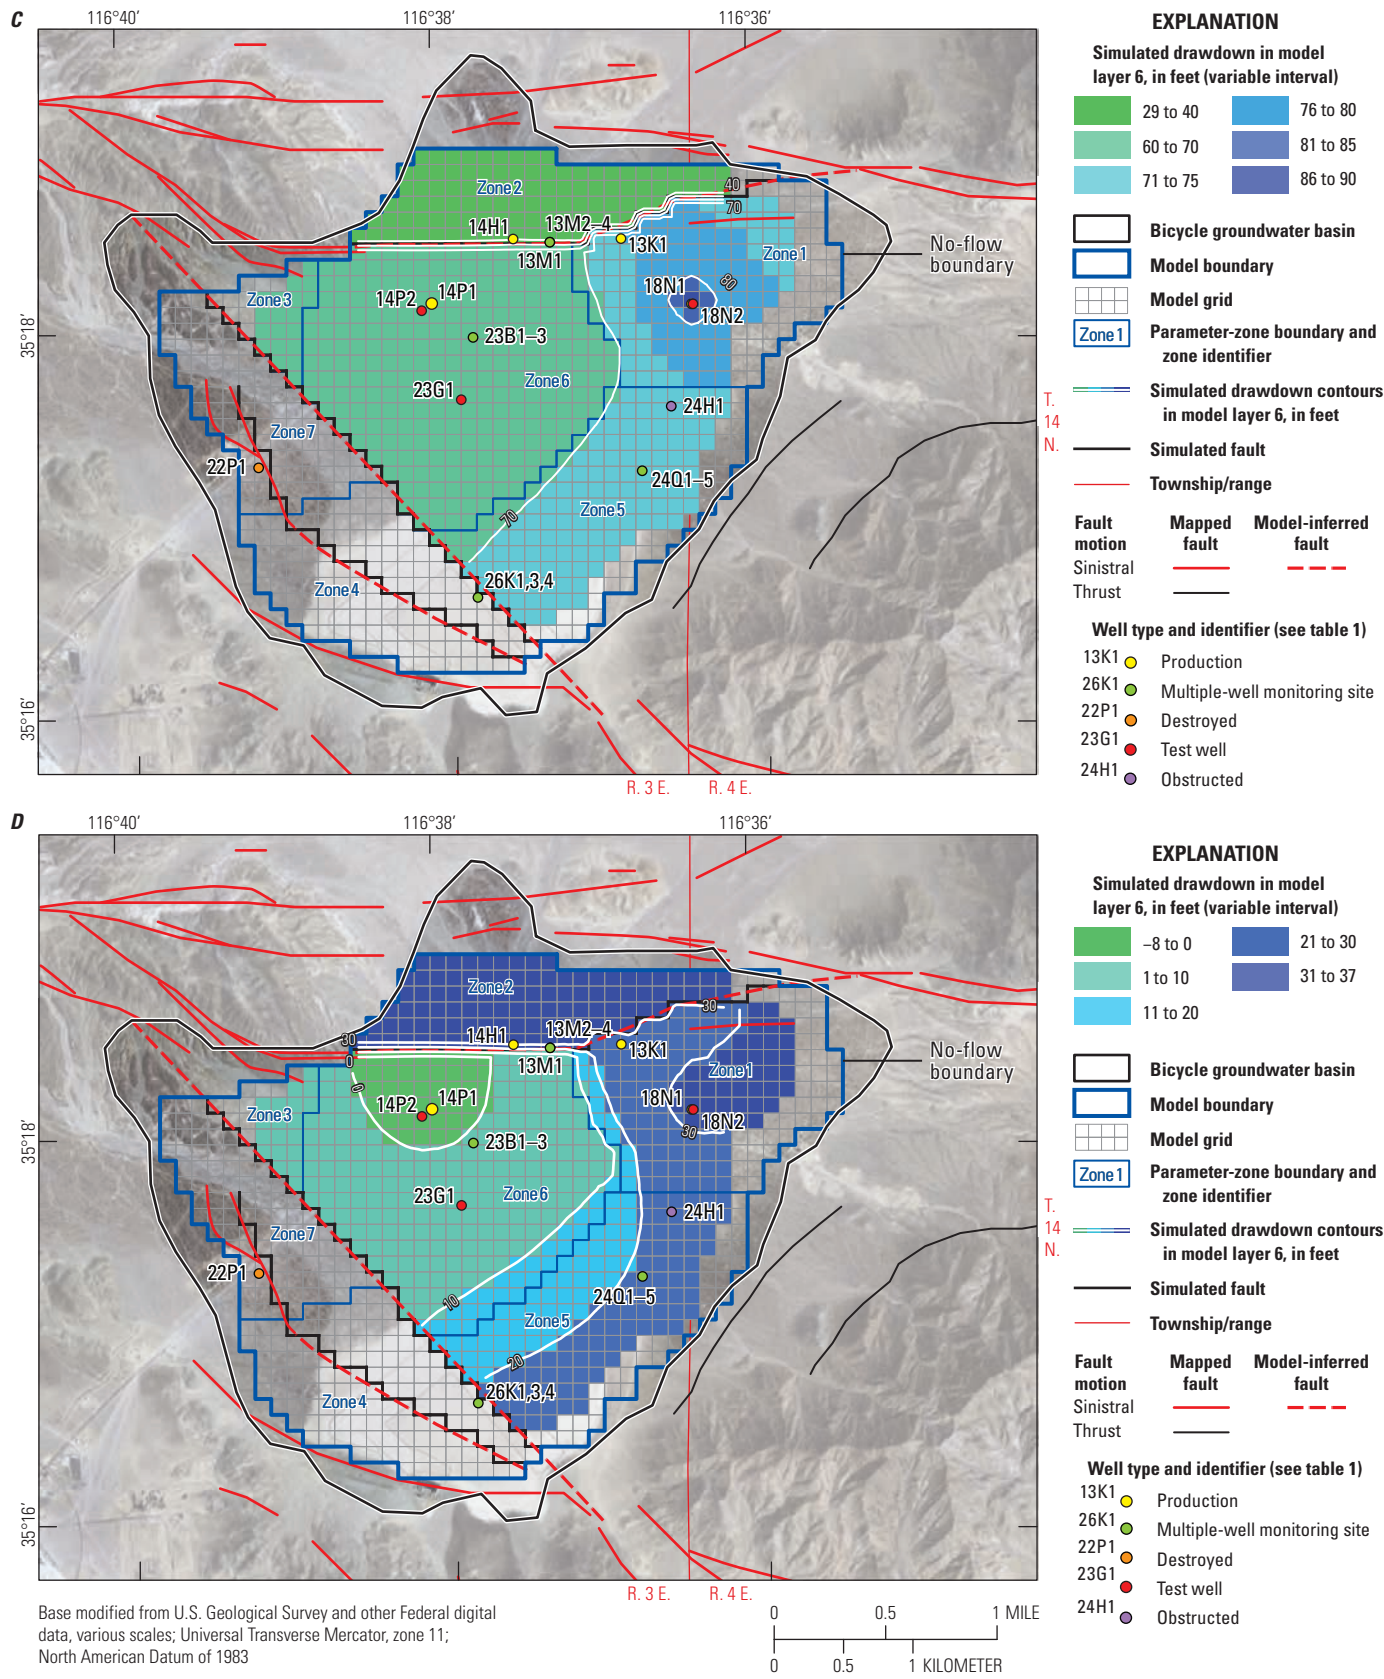 C
116°40′
116°38′
116°36′
35°18′
35°16′
Zone 2
40
70
14H1
13M2–4
13M1
13K1
Zone 1
No-flow
boundary
Zone 3
14P2
14P1
18N1
80
18N2
23B1–3
Zone 6
23G1
24H1
T.
14
N.
Zone 7
22P1
24Q1–5
Zone 5
70
Zone 4
26K1,3,4
R. 3 E.
R. 4 E.
EXPLANATION
Simulated drawdown in model
layer 6, in feet (variable interval)
29 to 40
76 to 80
60 to 70
81 to 85
71 to 75
86 to 90
Bicycle groundwater basin
Model boundary
Model grid
Zone 1
Parameter-zone boundary and
zone identifier
Simulated drawdown contours
in model layer 6, in feet
Simulated fault
Township/range
Fault
motion
Mapped
fault
Model-inferred
fault
Sinistral
Thrust
Well type and identifier (see table 1)
13K1
Production
26K1
Multiple-well monitoring site
22P1
Destroyed
23G1
Test well
24H1
Obstructed
D
116°40′
116°38′
116°36′
35°18′
35°16′
Zone 2
30
30
0
14H1
13M2–4
13M1
13K1
Zone 1
No-flow
boundary
0
Zone 3
14P2
14P1
18N1
18N2
30
23B1–3
Zone 6
23G1
24H1
T.
14
N.
Zone 7
22P1
24Q1–5
10
Zone 5
20
Zone 4
26K1,3,4
R. 3 E.
R. 4 E.
EXPLANATION
Simulated drawdown in model
layer 6, in feet (variable interval)
–8 to 0
21 to 30
1 to 10
31 to 37
11 to 20
Bicycle groundwater basin
Model boundary
Model grid
Zone 1
Parameter-zone boundary and
zone identifier
Simulated drawdown contours
in model layer 6, in feet
Simulated fault
Township/range
Fault
motion
Mapped
fault
Model-inferred
fault
Sinistral
Thrust
Well type and identifier (see table 1)
13K1
Production
26K1
Multiple-well monitoring site
22P1
Destroyed
23G1
Test well
24H1
Obstructed
Base modified from U.S. Geological Survey and other Federal digital
data, various scales; Universal Transverse Mercator, zone 11;
North American Datum of 1983
0 0.5 1 MILE
0 0.5 1 KILOMETER